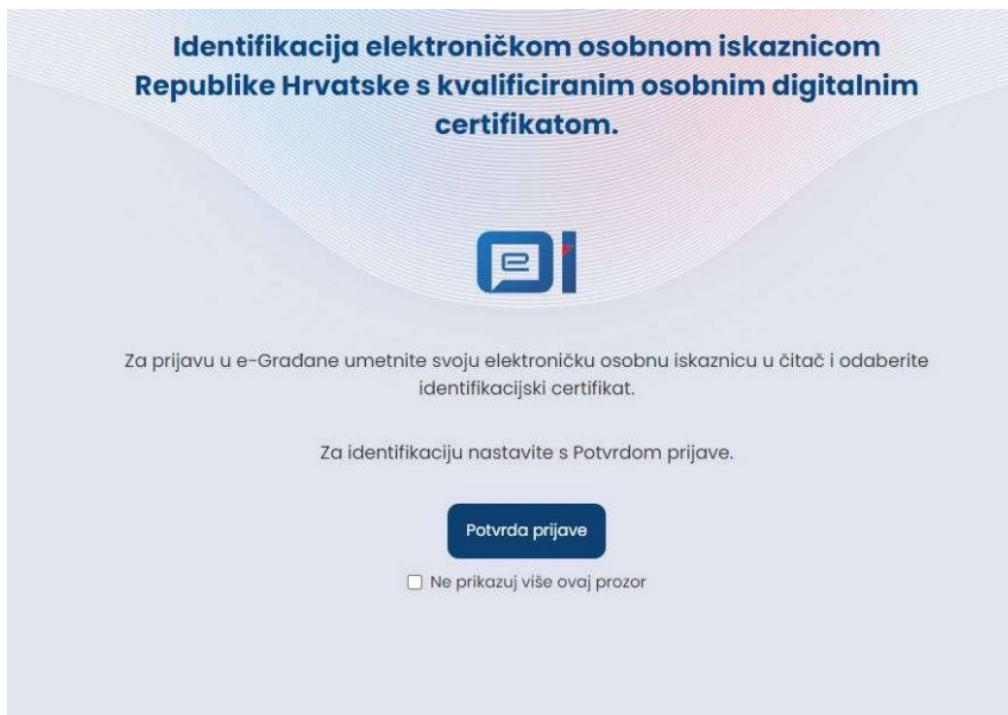 Identifikacija elektroničkom osobnom iskaznicom
Republike Hrvatske s kvalificiranim osobnim digitalnim
certifikatom.
e
Za prijavu u e-Građane umetnite svoju elektroničku osobnu iskaznicu u čitač i odaberite
identifikacijski certifikat.
Za identifikaciju nastavite s Potvrdom prijave.
Potvrda prijave
Ne prikazuj više ovaj prozor